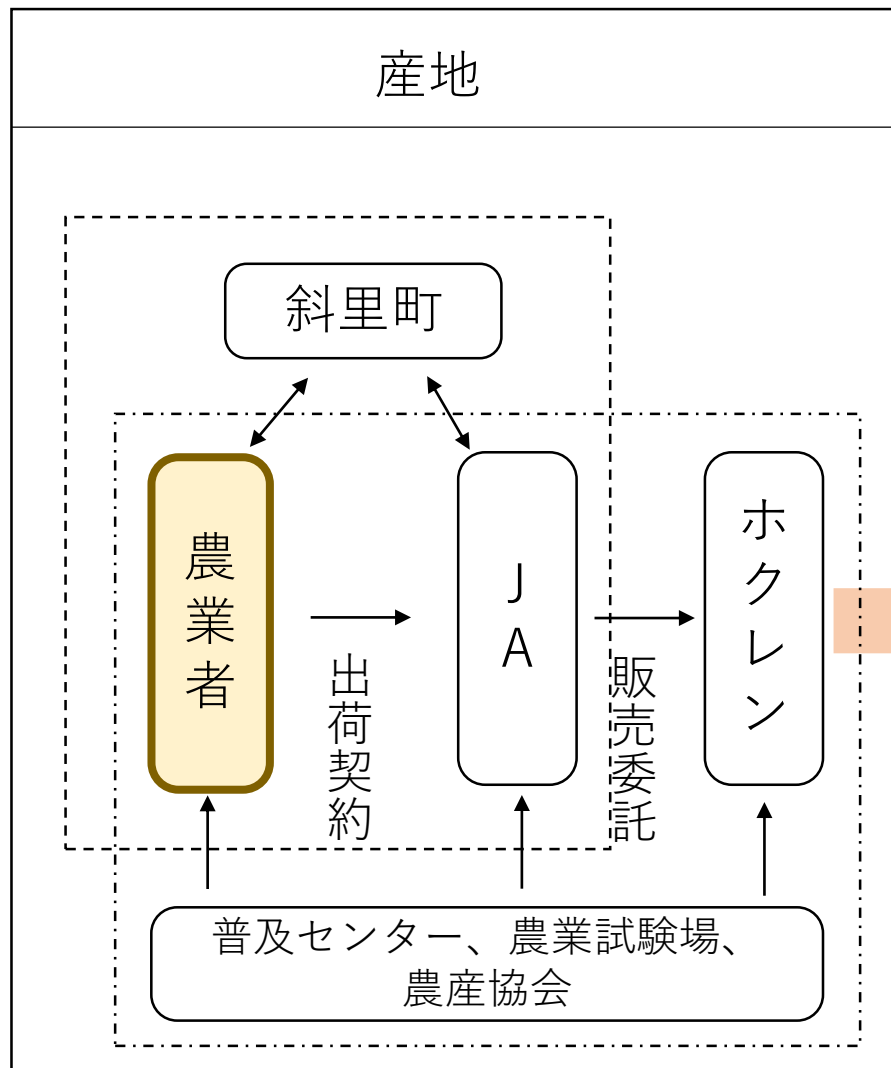 産地
斜里町
農業者
出荷契約
JA
販売委託
ホクレン
普及センター、農業試験場、
農産協会